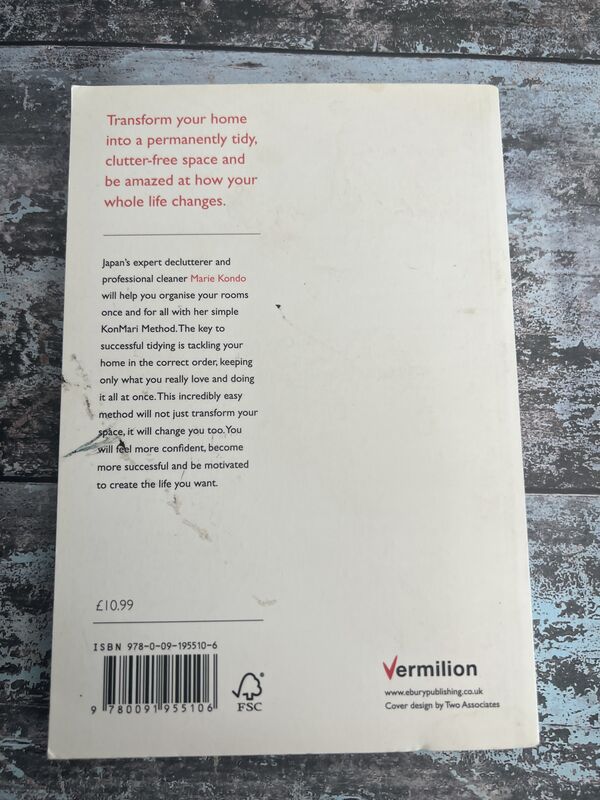 Transform your home
into a permanently tidy,
clutter-free space and
be amazed at how your
whole life changes.
Japan's expert declutterer and
professional cleaner Marie Kondo
will help you organise your rooms
once and for all with her simple
KonMari Method. The key to
successful tidying is tackling your
home in the correct order, keeping
only what you really love and doing
it all at once. This incredibly easy
method will not just transform your
space, it will change you too. You
will feel more confident, become
more successful and be motivated
to create the life you want.
£10.99
ISBN 978-0-09-195510-6
9 780091 955106
FSC
Vermilion
www.eburypublishing.co.uk
Cover design by Two Associates